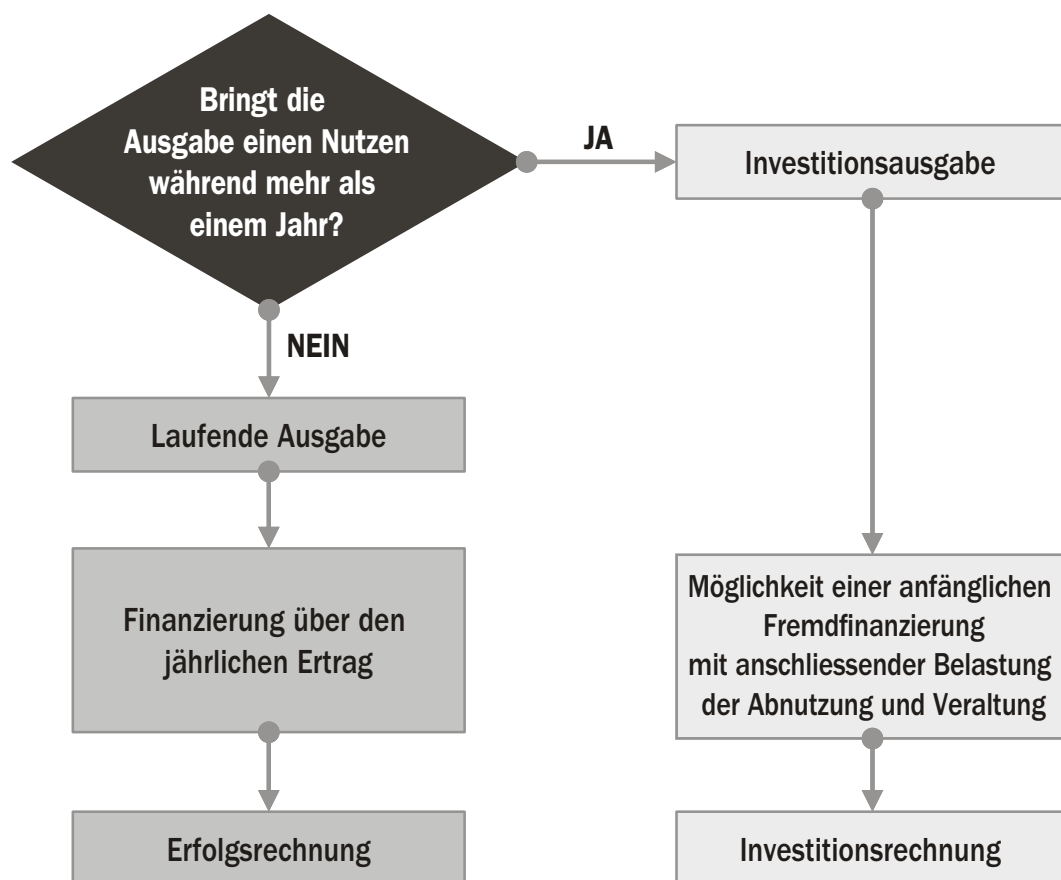 Bringt die
Ausgabe einen Nutzen
während mehr als
einem Jahr?
JA
Investitionsausgabe
NEIN
Laufende Ausgabe
Finanzierung über den
jährlichen Ertrag
Möglichkeit einer anfänglichen
Fremdfinanzierung
mit anschliessender Belastung
der Abnutzung und Veraltung
Erfolgsrechnung
Investitionsrechnung